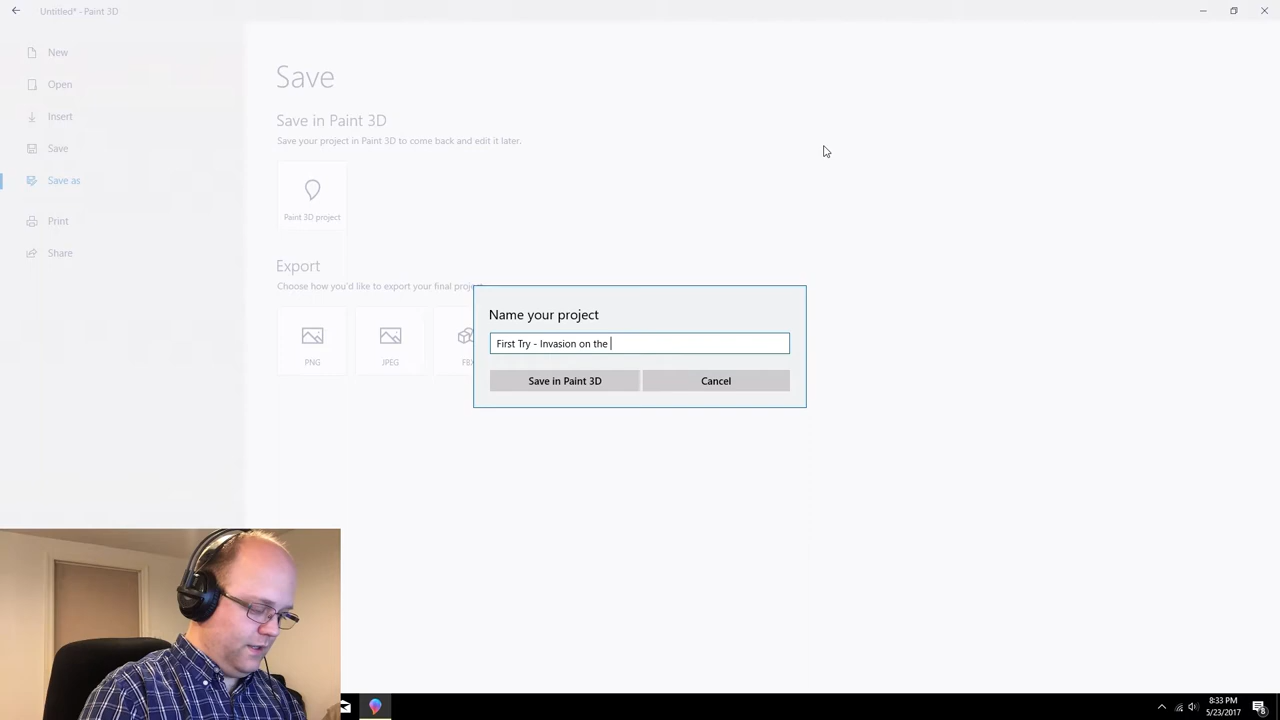 Untitled* - Paint 3D
New
Open
Insert
Save
Save as
Print
Share
Save
Save in Paint 3D
Save your project in Paint 3D to come back and edit it later.
Paint 3D project
Export
Choose how you'd like to export your final proje
PNG
JPEG
FBX
Name your project
First Try - Invasion on the
Save in Paint 3D
Cancel
8:33 PM
5/23/2017
8